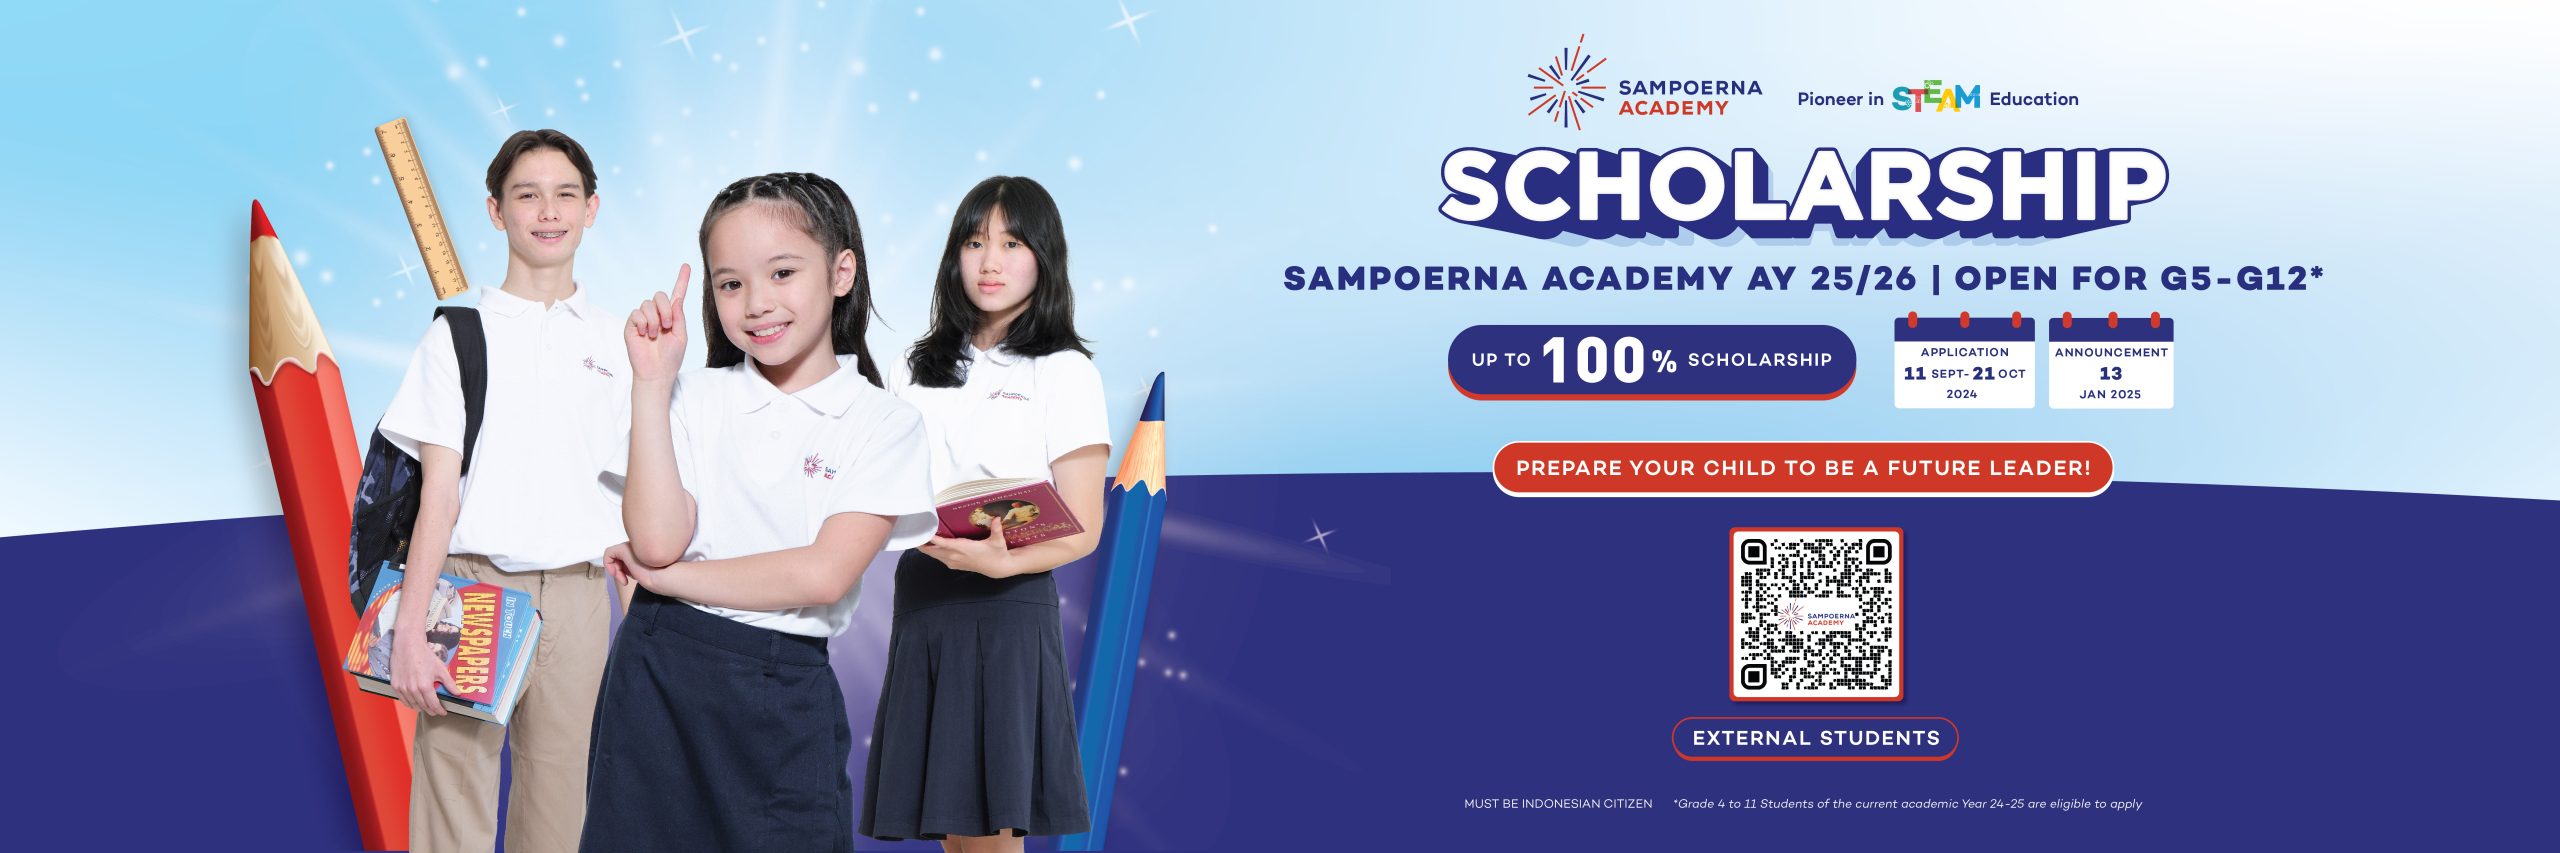 SAMPOERNA
ACADEMY
Pioneer in STEAM Education
SCHOLARSHIP
SAMPOERNA ACADEMY AY 25/26 | OPEN FOR G5-G12*
UP TO 100% SCHOLARSHIP
APPLICATION
11 SEPT- 21 OCT
2024
ANNOUNCEMENT
13
JAN 2025
PREPARE YOUR CHILD TO BE A FUTURE LEADER!
SAMPOERNA
ACADEMY
EXTERNAL STUDENTS
MUST BE INDONESIAN CITIZEN
*Grade 4 to 11 Students of the current academic Year 24-25 are eligible to apply
IN TOUCH
NEWSPAPERS